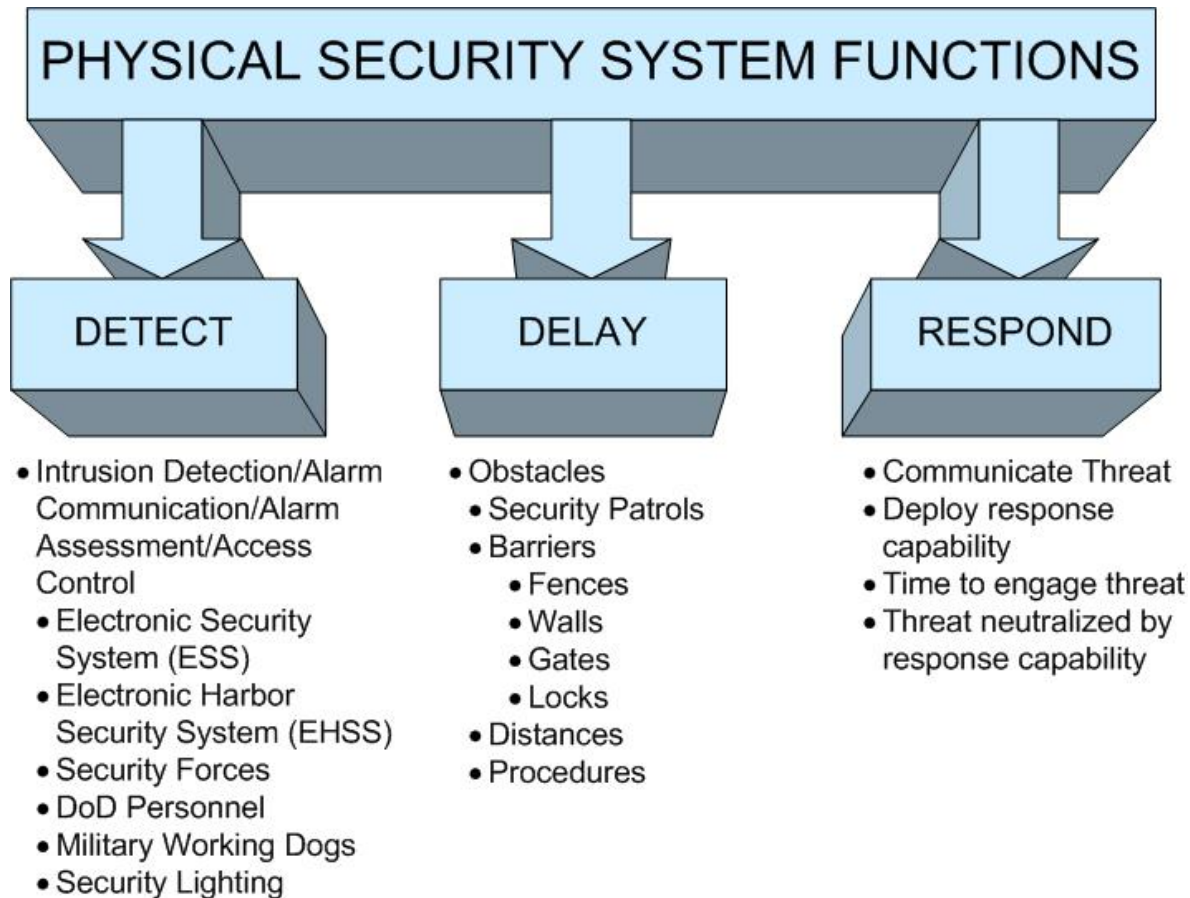 PHYSICAL SECURITY SYSTEM FUNCTIONS
DETECT
• Intrusion Detection/Alarm
Communication/Alarm
Assessment/Access
Control
• Electronic Security
System (ESS)
• Electronic Harbor
Security System (EHSS)
• Security Forces
• DoD Personnel
• Military Working Dogs
• Security Lighting
DELAY
• Obstacles
• Security Patrols
• Barriers
• Fences
• Walls
• Gates
• Locks
• Distances
• Procedures
RESPOND
• Communicate Threat
• Deploy response
capability
• Time to engage threat
• Threat neutralized by
response capability